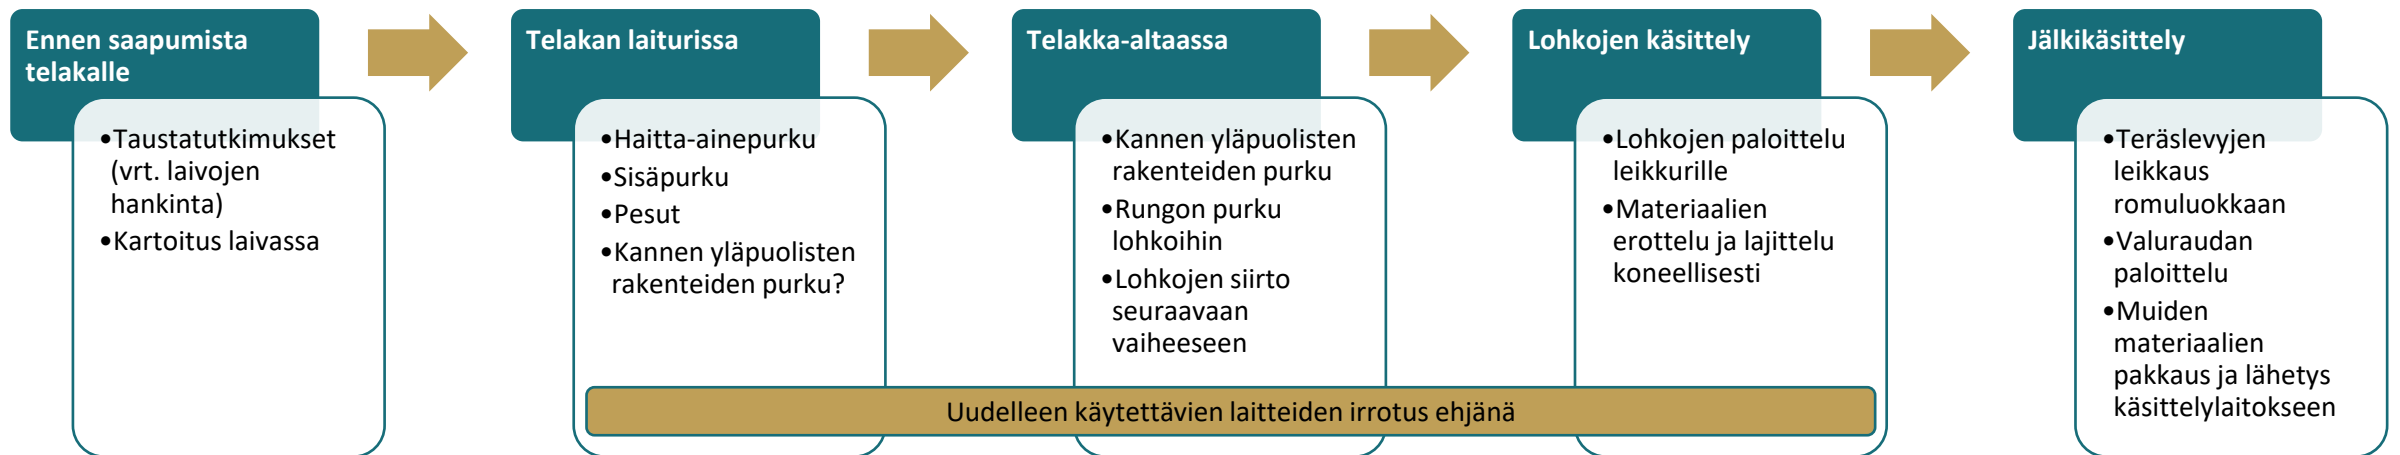 Ennen saapumista
telakalle
•Taustatutkimukset
(vrt. laivojen
hankinta)
•Kartoitus laivassa
Telakan laiturissa
•Haitta-ainepurku
•Sisäpurku
•Pesut
•Kannen yläpuolisten
rakenteiden purku?
Telakka-altaassa
•Kannen yläpuolisten
rakenteiden purku
•Rungon purku
lohkoihin
•Lohkojen siirto
seuraavaan
vaiheeseen
Lohkojen käsittely
•Lohkojen paloittelu
leikkurille
•Materiaalien
erottelu ja lajittelu
koneellisesti
Jälkikäsittely
•Teräslevyjen
leikkaus
romuluokkaan
•Valuraudan
paloittelu
•Muiden
materiaalien
pakkaus ja lähetys
käsittelylaitokseen
Uudelleen käytettävien laitteiden irrotus ehjänä